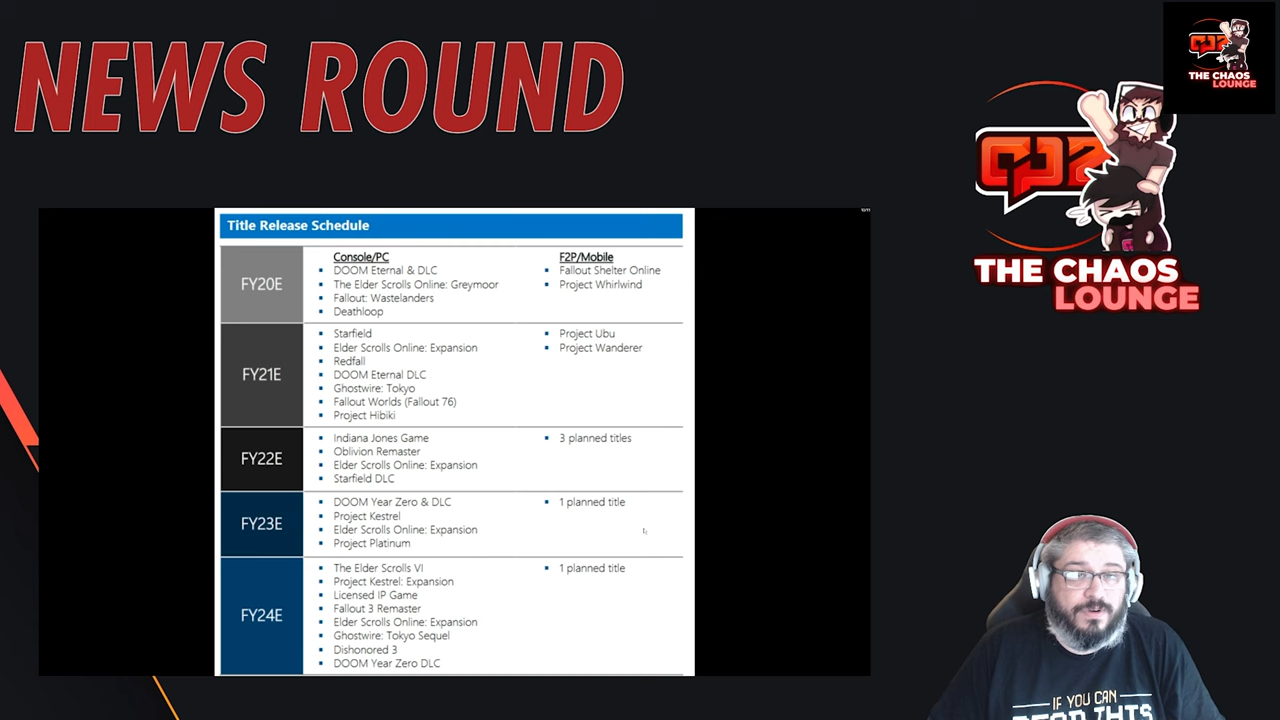 NEWS ROUND
THE CHAOS
LOUNGE
THE CHAOS
LOUNGE
Title Release Schedule
FY20E
Console/PC
DOOM Eternal & DLC
The Elder Scrolls Online: Greymoor
Fallout: Wastelanders
Deathloop
F2P/Mobile
Fallout Shelter Online
Project Whirlwind
FY21E
Starfield
Elder Scrolls Online: Expansion
Redfall
DOOM Eternal DLC
Ghostwire: Tokyo
Fallout Worlds (Fallout 76)
Project Hibiki
Project Ubu
Project Wanderer
FY22E
Indiana Jones Game
Oblivion Remaster
Elder Scrolls Online: Expansion
Starfield DLC
3 planned titles
FY23E
DOOM Year Zero & DLC
Project Kestrel
Elder Scrolls Online: Expansion
Project Platinum
1 planned title
FY24E
The Elder Scrolls VI
Project Kestrel: Expansion
Licensed IP Game
Fallout 3 Remaster
Elder Scrolls Online: Expansion
Ghostwire: Tokyo Sequel
Dishonored 3
DOOM Year Zero DLC
1 planned title
IF YOU CAN
READ THIS